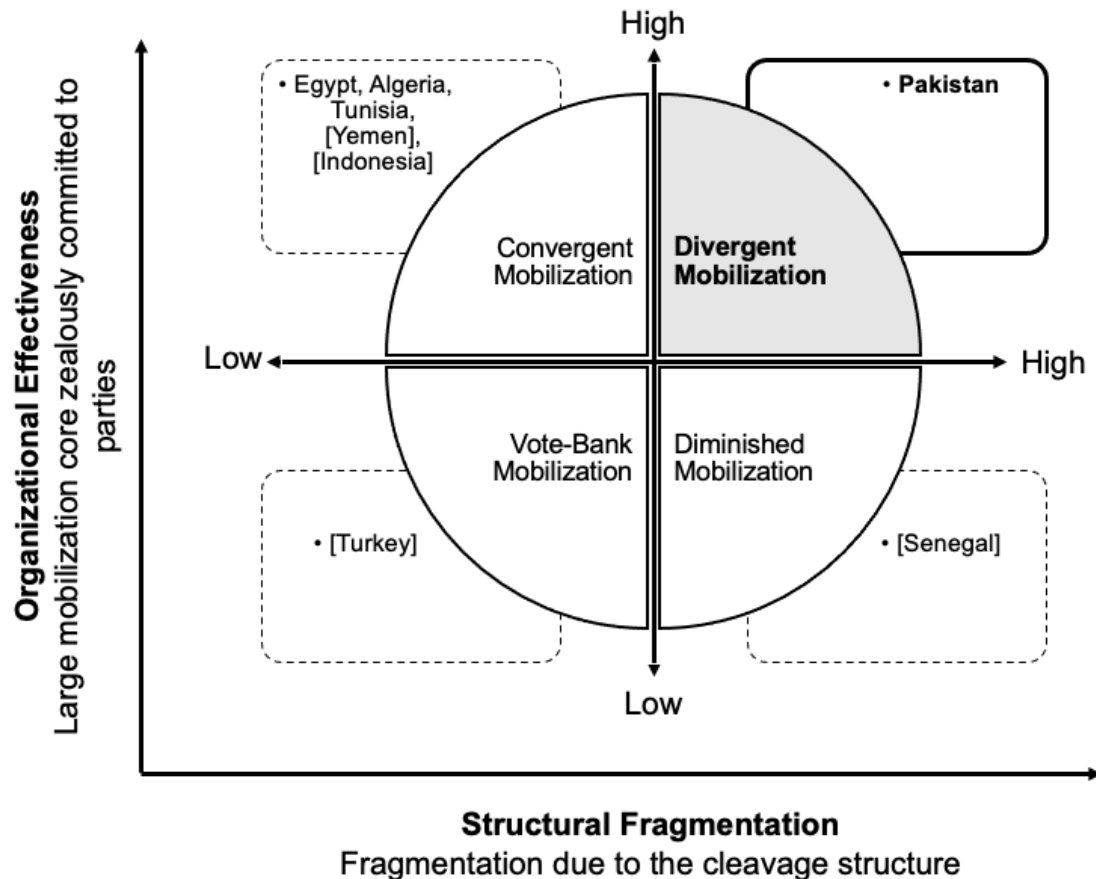 High
• Egypt, Algeria,
Tunisia,
[Yemen],
[Indonesia]
• Pakistan
Organizational Effectiveness
Large mobilization core zealously committed to
parties
Convergent
Mobilization
Divergent
Mobilization
Low
High
Vote-Bank
Mobilization
Diminished
Mobilization
• [Turkey]
• [Senegal]
Low
Structural Fragmentation
Fragmentation due to the cleavage structure